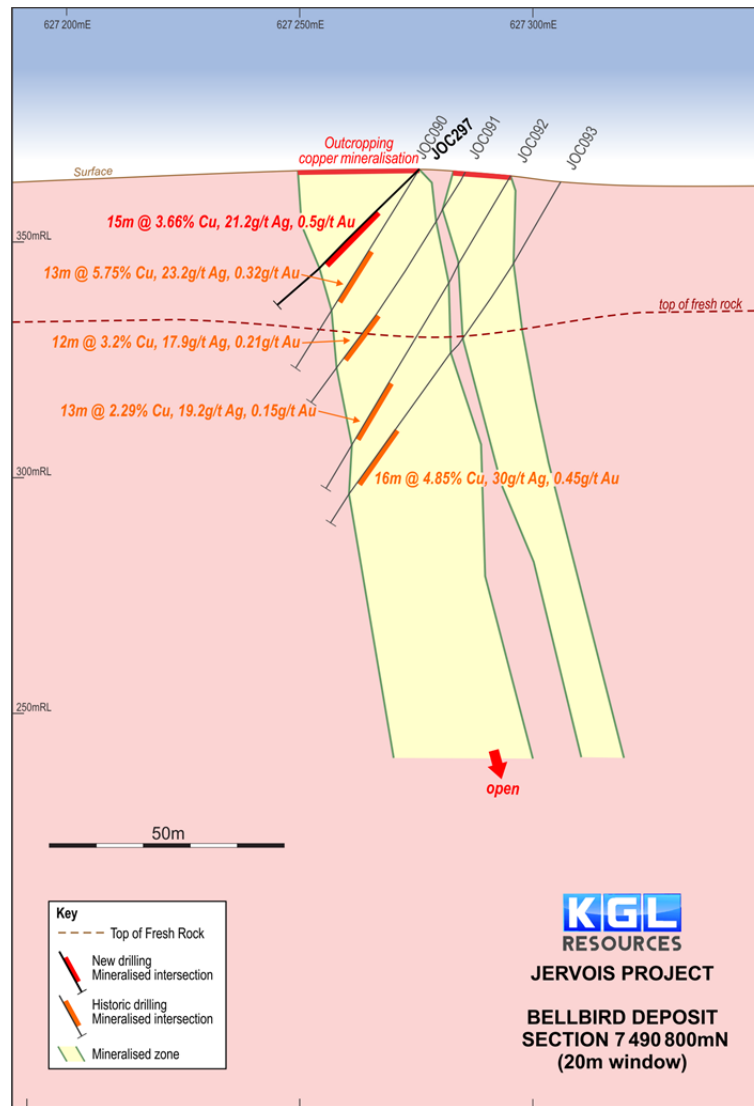 627 200mE
627 250mE
627 300mE
Outcropping
copper mineralisation
JOC090
JOC297
JOC091
JOC092
JOC093
Surface
15m @ 3.66% Cu, 21.2g/t Ag, 0.5g/t Au
350mRL
13m @ 5.75% Cu, 23.2g/t Ag, 0.32g/t Au
top of fresh rock
12m @ 3.2% Cu, 17.9g/t Ag, 0.21g/t Au
13m @ 2.29% Cu, 19.2g/t Ag, 0.15g/t Au
300mRL
16m @ 4.85% Cu, 30g/t Ag, 0.45g/t Au
250mRL
open
50m
Key
Top of Fresh Rock
New drilling
Mineralised intersection
Historic drilling
Mineralised intersection
Mineralised zone
KGL
RESOURCES
JERVOIS PROJECT
BELLBIRD DEPOSIT
SECTION 7 490 800mN
(20m window)